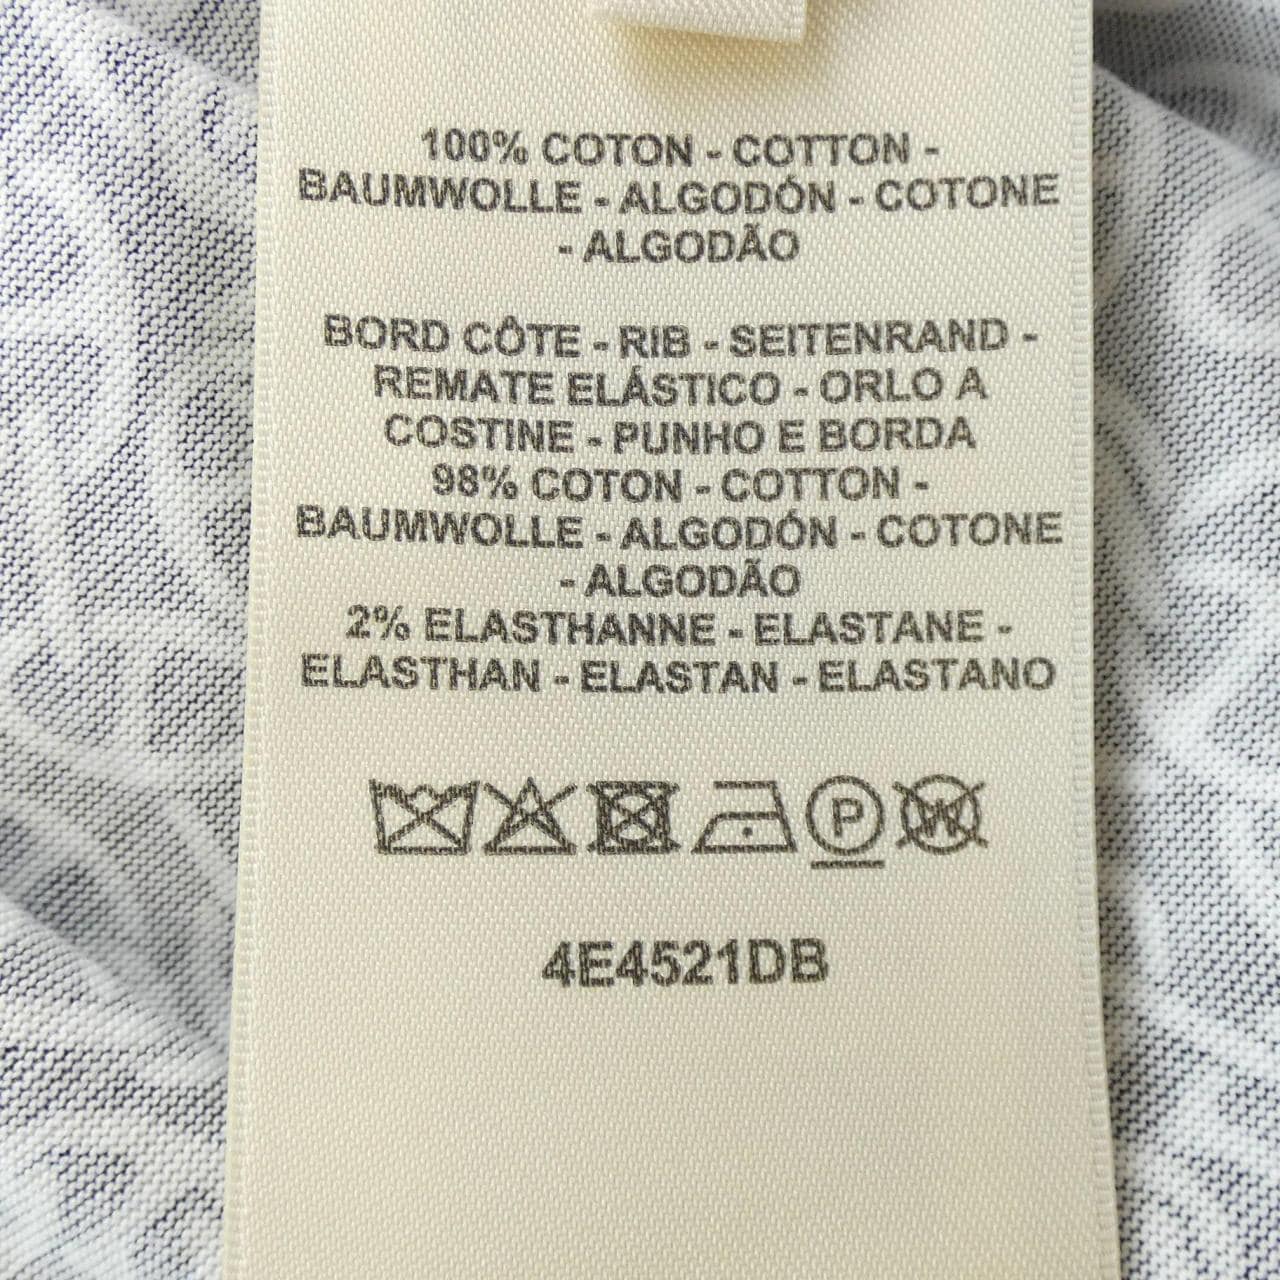 100% COTON - COTTON -
BAUMWOLLE - ALGODÓN - COTONE
- ALGODÃO
BORD CÔTE - RIB - SEITENRAND -
REMATE ELÁSTICO - ORLO A
COSTINE - PUNHO E BORDA
98% COTON - COTTON -
BAUMWOLLE - ALGODÓN - COTONE
- ALGODÃO
2% ELASTHANNE - ELASTANE -
ELASTHAN - ELASTAN - ELASTANO
P W
4E4521DB